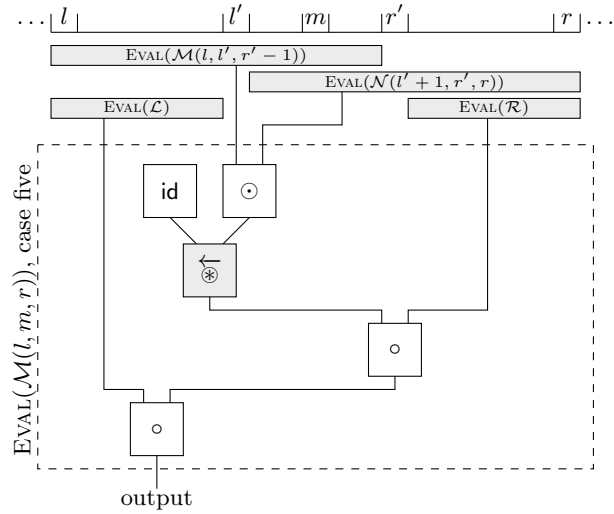 ... l l′ m r′ r ...
EVAL(ℳ(l, l′, r′ − 1))
EVAL(𝒩(l′ + 1, r′, r))
EVAL(ℒ) EVAL(ℛ)
EVAL(ℳ(l, m, r)), case five
id ⊙
←
⊛
∘
∘
output